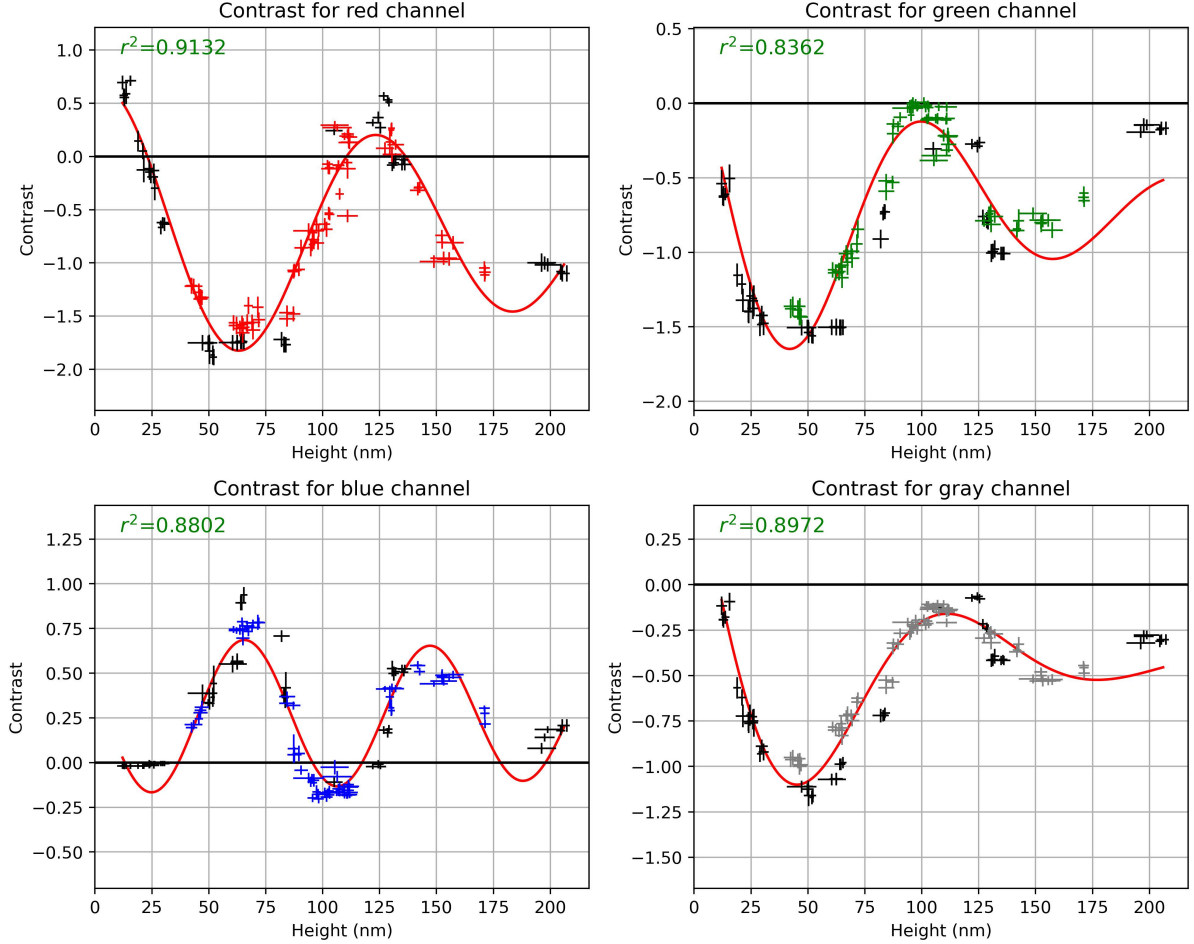 Contrast for red channel
r²=0.9132
1.0
0.5
0.0
−0.5
−1.0
−1.5
−2.0
Contrast
0 25 50 75 100 125 150 175 200
Height (nm)
Contrast for green channel
r²=0.8362
0.5
0.0
−0.5
−1.0
−1.5
−2.0
Contrast
0 25 50 75 100 125 150 175 200
Height (nm)
Contrast for blue channel
r²=0.8802
1.25
1.00
0.75
0.50
0.25
0.00
−0.25
−0.50
Contrast
0 25 50 75 100 125 150 175 200
Height (nm)
Contrast for gray channel
r²=0.8972
0.25
0.00
−0.25
−0.50
−0.75
−1.00
−1.25
−1.50
Contrast
0 25 50 75 100 125 150 175 200
Height (nm)